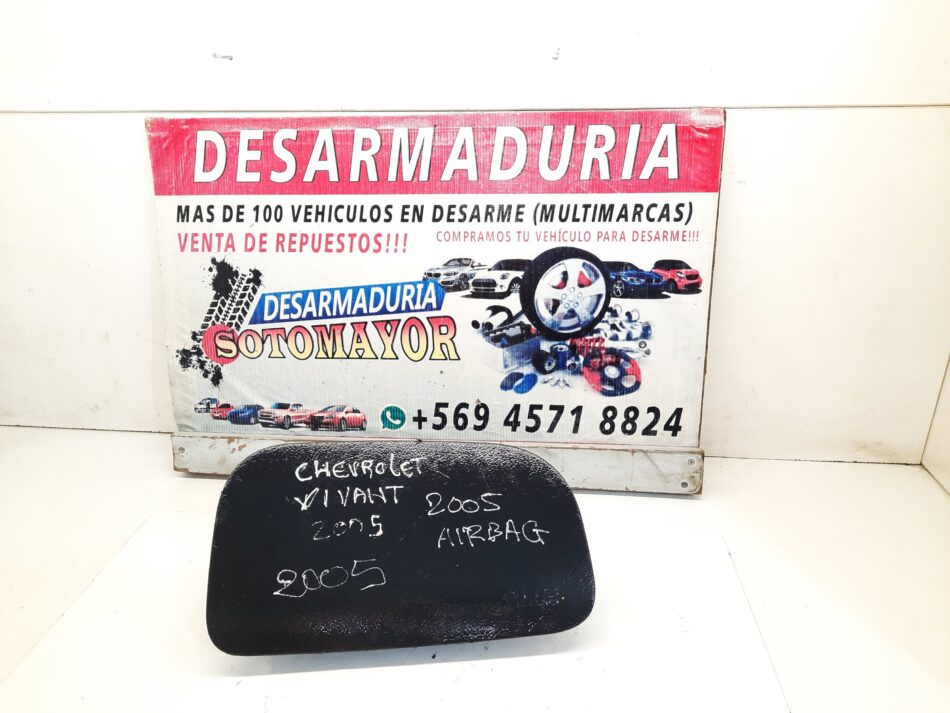 DESARMADURIA
MAS DE 100 VEHICULOS EN DESARME (MULTIMARCAS)
VENTA DE REPUESTOS!!!
COMPRAMOS TU VEHÍCULO PARA DESARME!!!
DESARMADURIA
SOTOMAYOR
+569 4571 8824
CHEVROLET
VIVANT
2005
2005
2005
AIRBAG